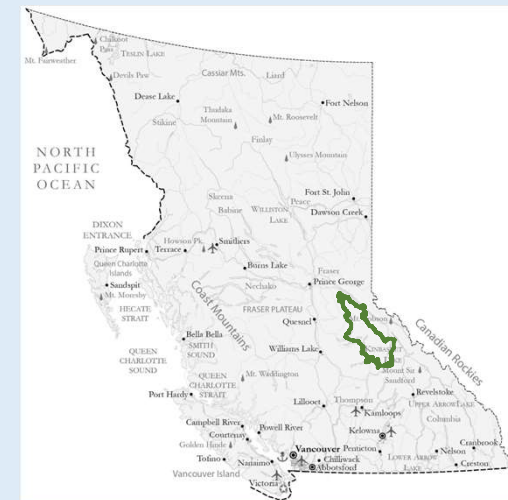 Chilkoot
Pass
TESLIN LAKE
Mt. Fairweather
Devils Paw
Cassiar Mts.
Liard
Dease Lake
Fort Nelson
Thudaka
Mountain
Mt. Roosevelt
Stikine
Finlay
NORTH
PACIFIC
OCEAN
Ulysses Mountain
Fort St. John
Skeena
Peace
Babine
WILLISTON
LAKE
Dawson Creek
DIXON
ENTRANCE
Howson Pk.
Smithers
Prince Rupert
Terrace
Queen Charlotte
Islands
Burns Lake
Fraser
Sandspit
Nechako
Prince George
Mt. Moresby
Coast Mountains
HECATE
STRAIT
FRASER PLATEAU
Quesnel
Canadian Rockies
Bella Bella
SMITH
SOUND
QUEEN
CHARLOTTE
SOUND
Williams Lake
Mount Sir
Sandford
QUEEN
CHARLOTTE
STRAIT
Mt. Waddington
Port Hardy
Revelstoke
Lillooet
Thompson
UPPER ARROW LAKE
Kamloops
Columbia
Campbell River
Powell River
Courtenay
Kelowna
Golden Hinde
Vancouver
Penticton
Cranbrook
Nelson
Tofino
Chilliwack
LOWER ARROW
LAKE
Creston
Nanaimo
Abbotsford
Vancouver Island
Victoria